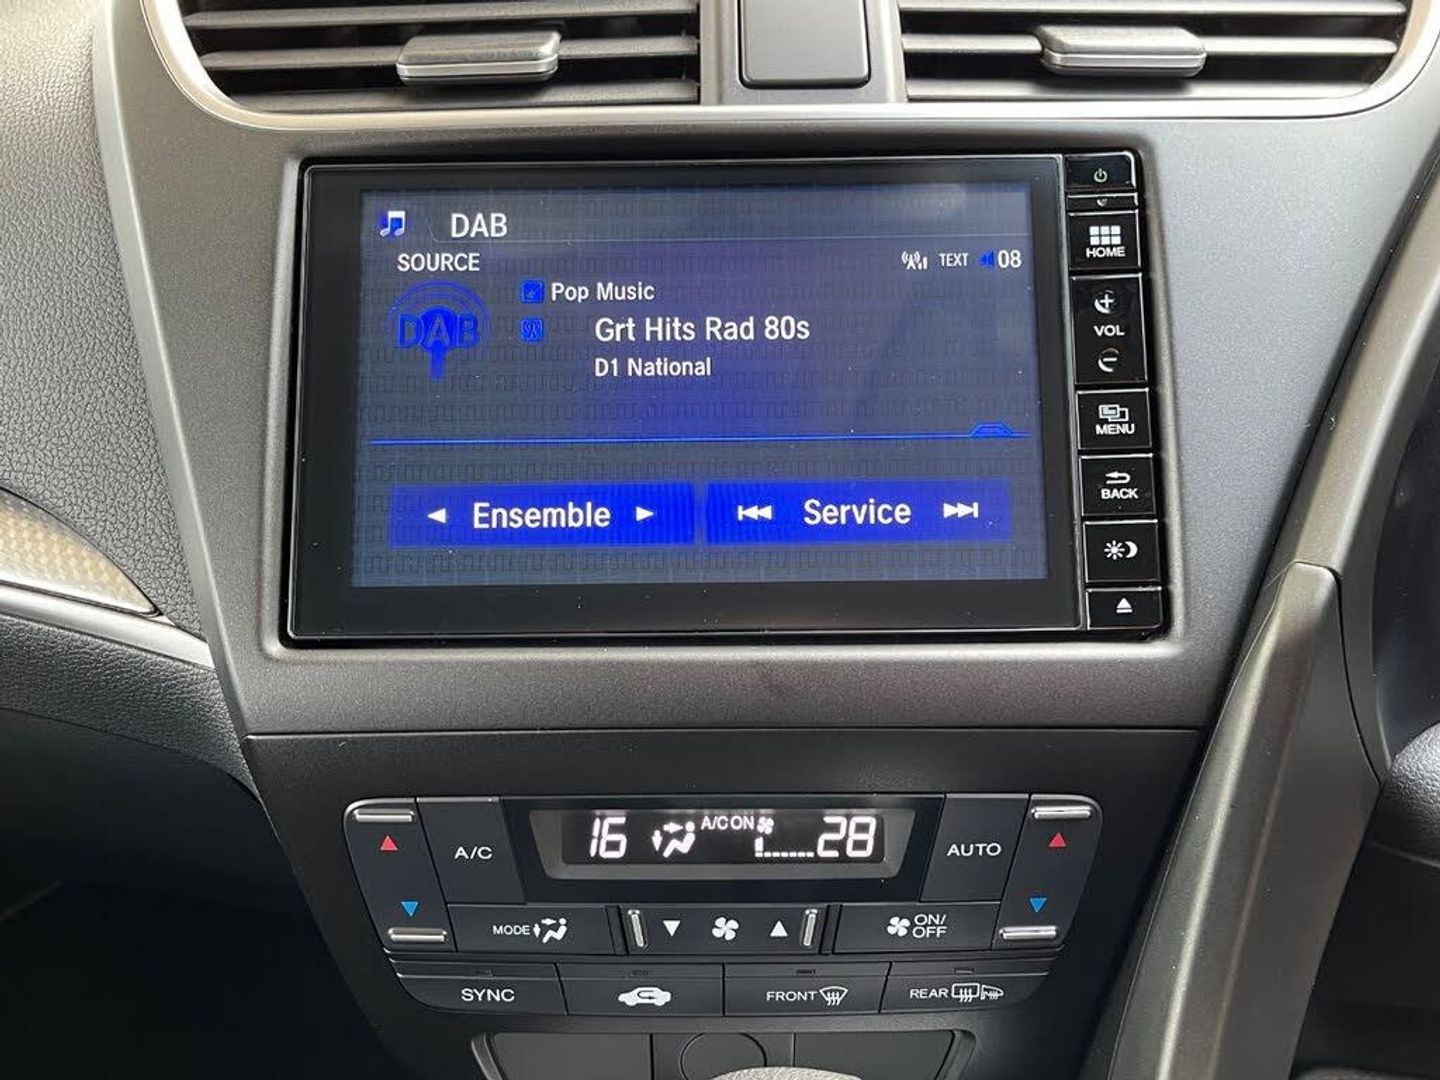 DAB
SOURCE
TEXT 08
DAB
Pop Music
Grt Hits Rad 80s
D1 National
Ensemble
Service
HOME
VOL
MENU
BACK
16 A/C ON 28
A/C
AUTO
MODE
ON/
OFF
SYNC
FRONT
REAR